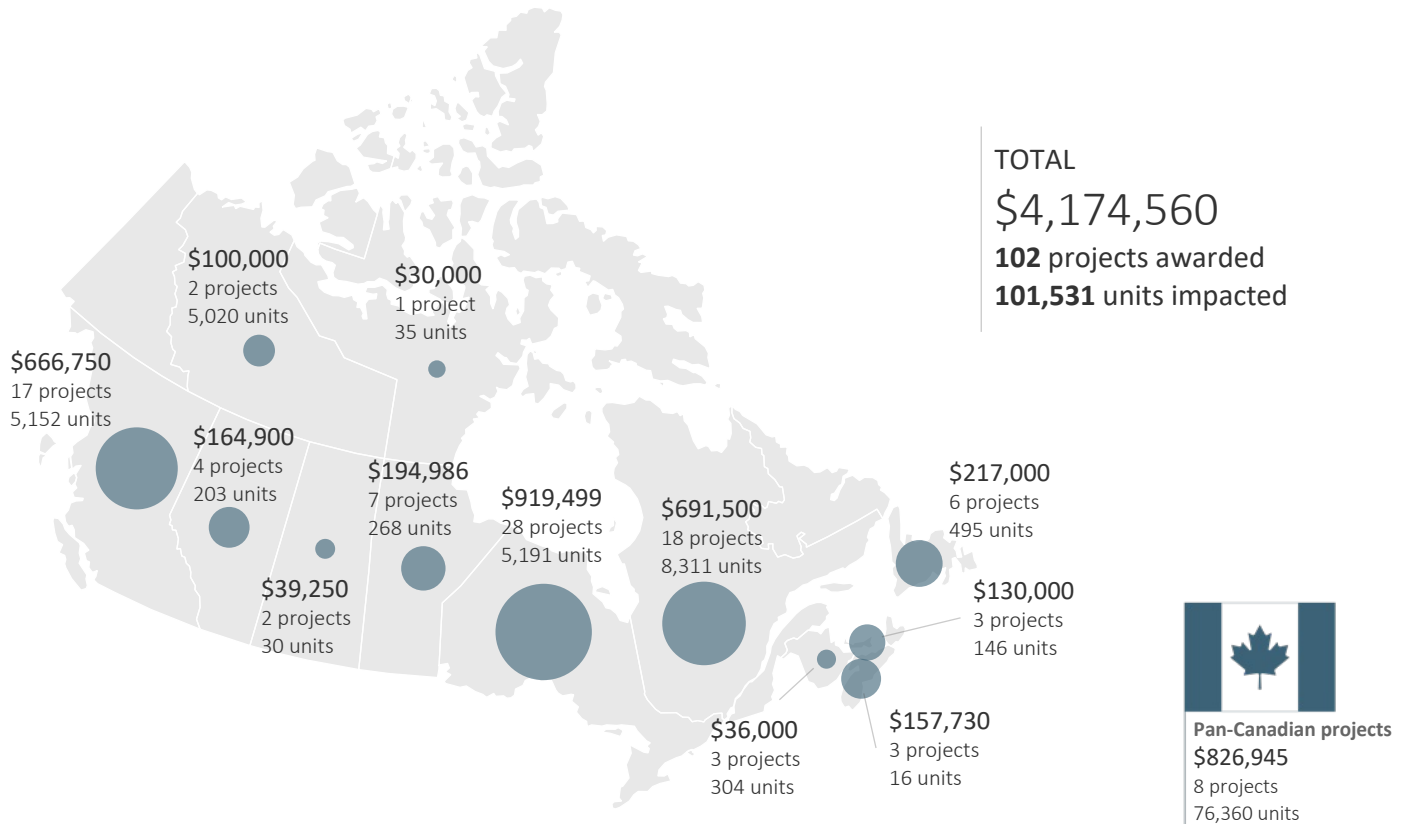 TOTAL
$4,174,560
102 projects awarded
101,531 units impacted
$100,000
2 projects
5,020 units
$30,000
1 project
35 units
$666,750
17 projects
5,152 units
$164,900
4 projects
203 units
$194,986
7 projects
268 units
$39,250
2 projects
30 units
$919,499
28 projects
5,191 units
$691,500
18 projects
8,311 units
$217,000
6 projects
495 units
$130,000
3 projects
146 units
$36,000
3 projects
304 units
$157,730
3 projects
16 units
Pan-Canadian projects
$826,945
8 projects
76,360 units